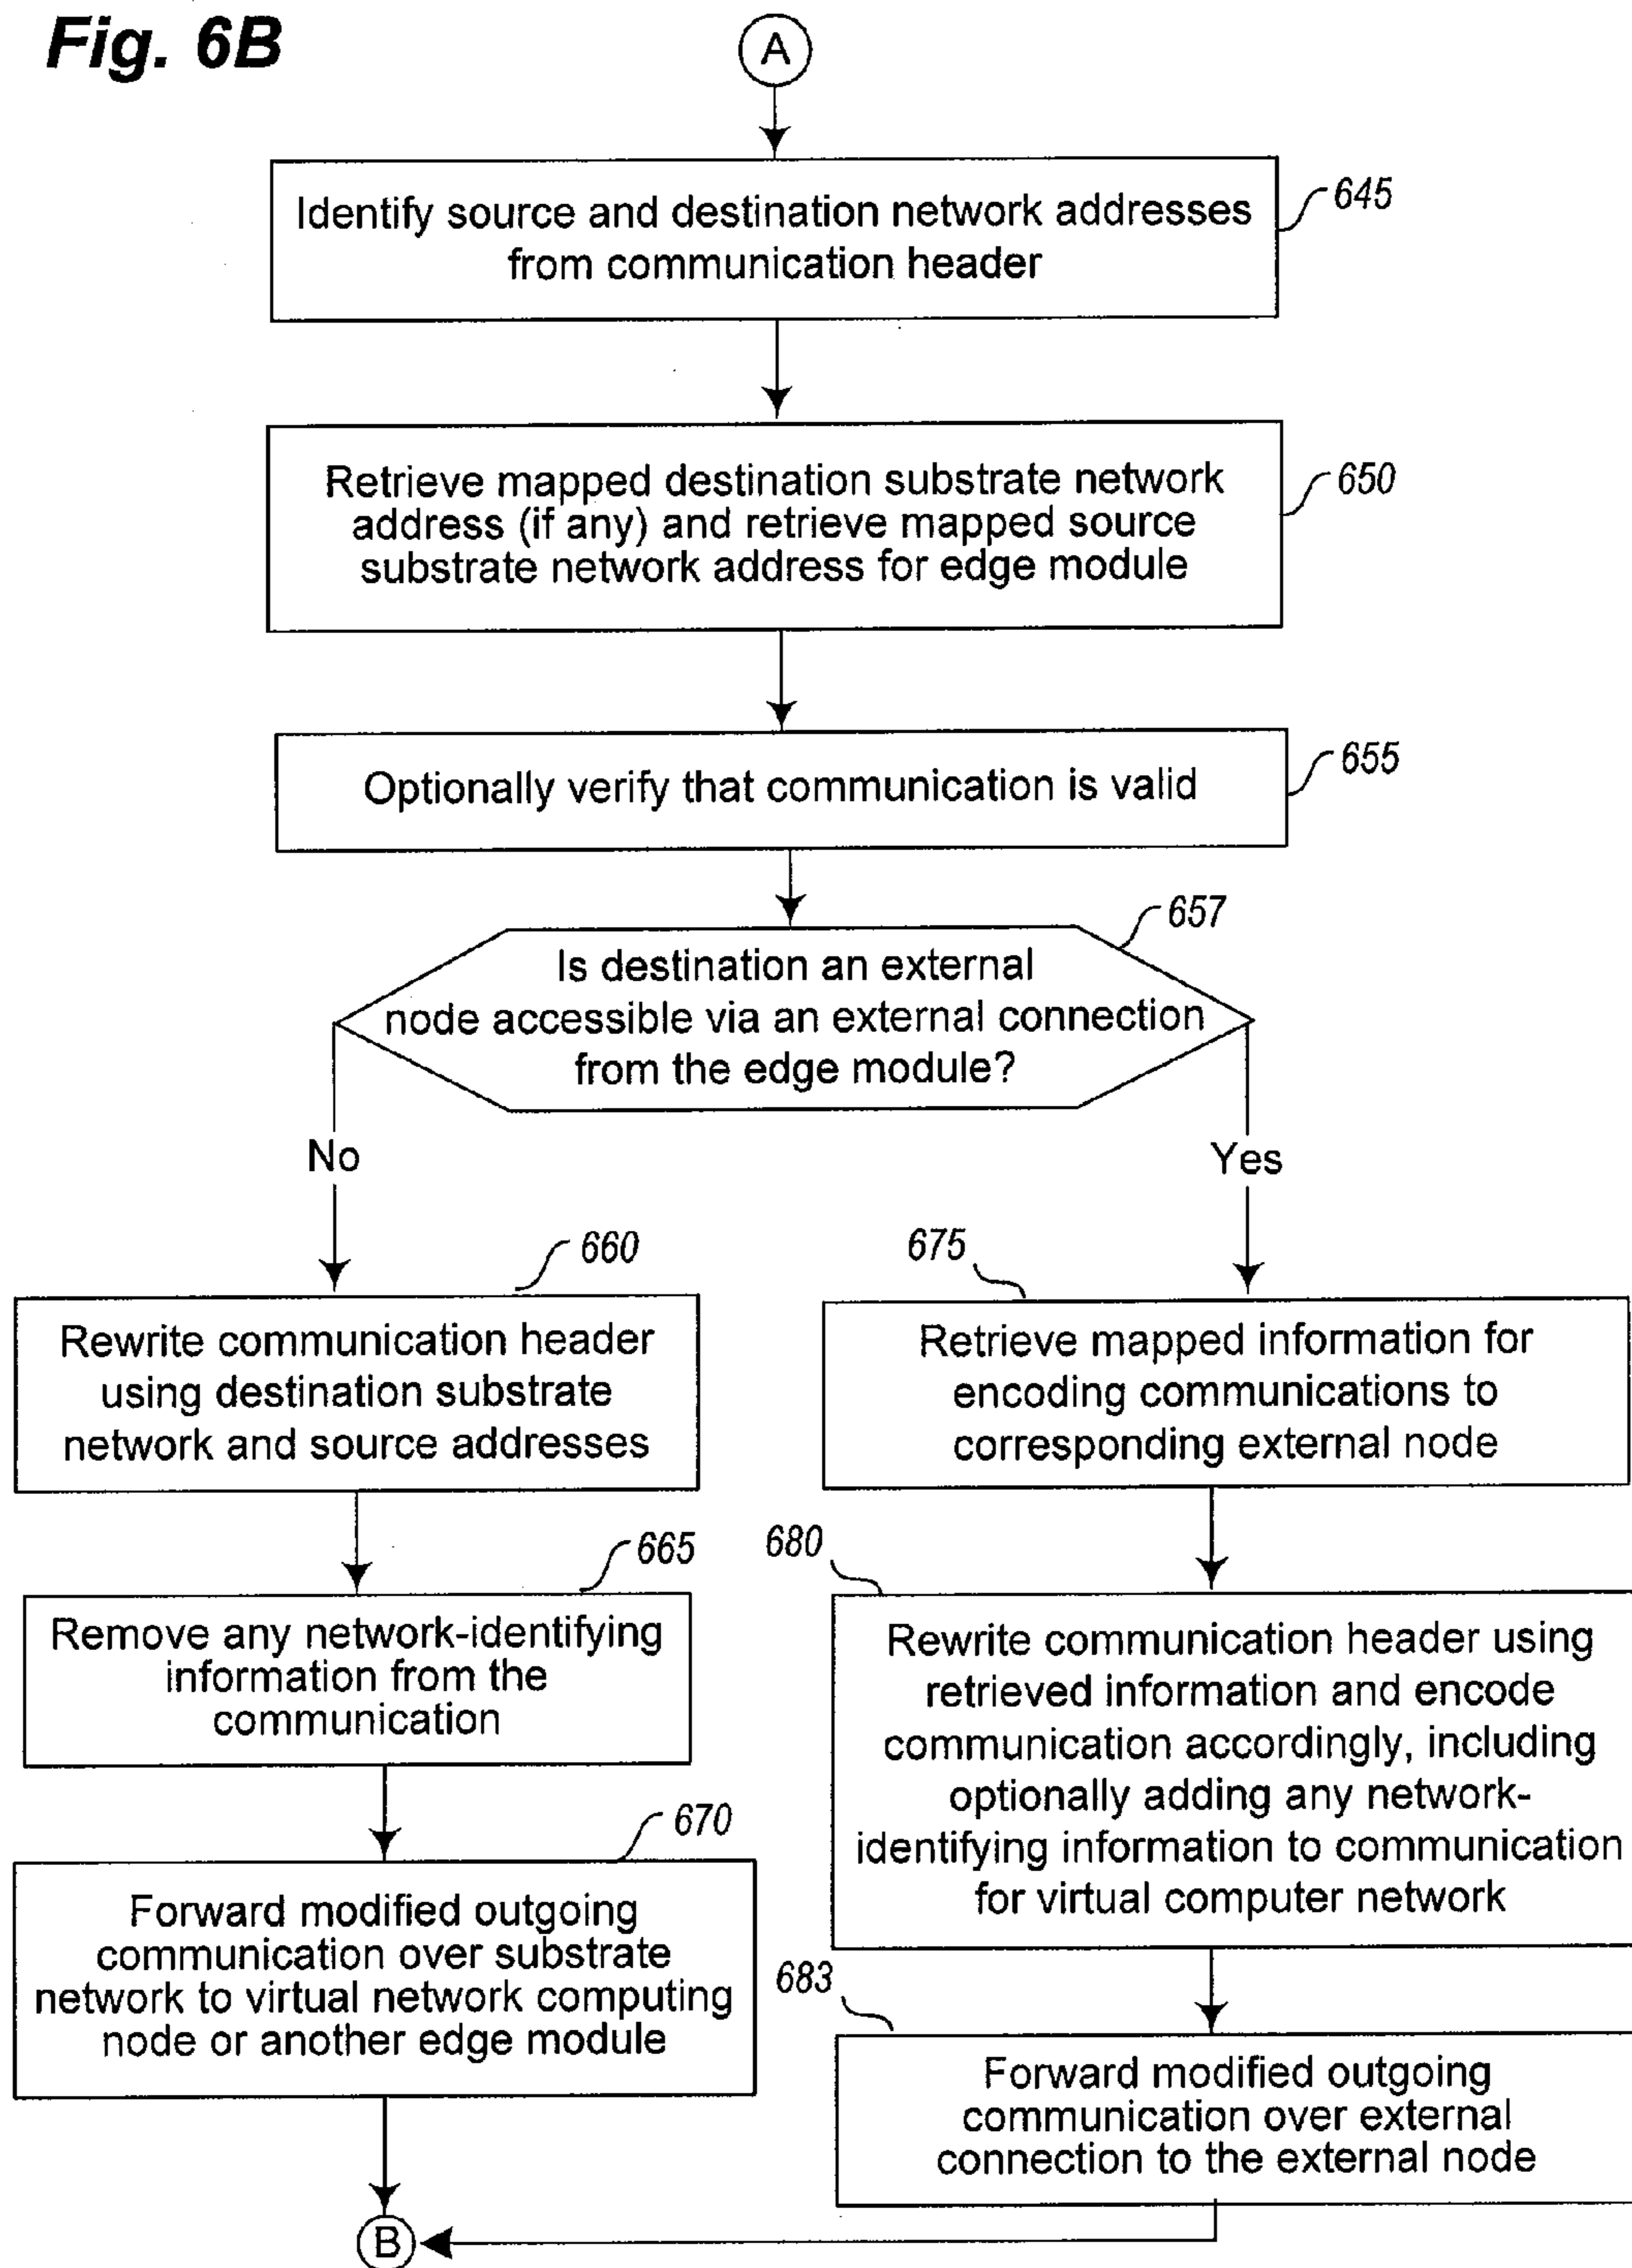 Fig. 6B
A
Identify source and destination network addresses
from communication header
645
Retrieve mapped destination substrate network
address (if any) and retrieve mapped source
substrate network address for edge module
650
Optionally verify that communication is valid
655
657
Is destination an external
node accessible via an external connection
from the edge module?
No
Yes
660
Rewrite communication header
using destination substrate
network and source addresses
665
Remove any network-identifying
information from the
communication
670
Forward modified outgoing
communication over substrate
network to virtual network computing
node or another edge module
675
Retrieve mapped information for
encoding communications to
corresponding external node
680
Rewrite communication header using
retrieved information and encode
communication accordingly, including
optionally adding any network-
identifying information to communication
for virtual computer network
683
Forward modified outgoing
communication over external
connection to the external node
B